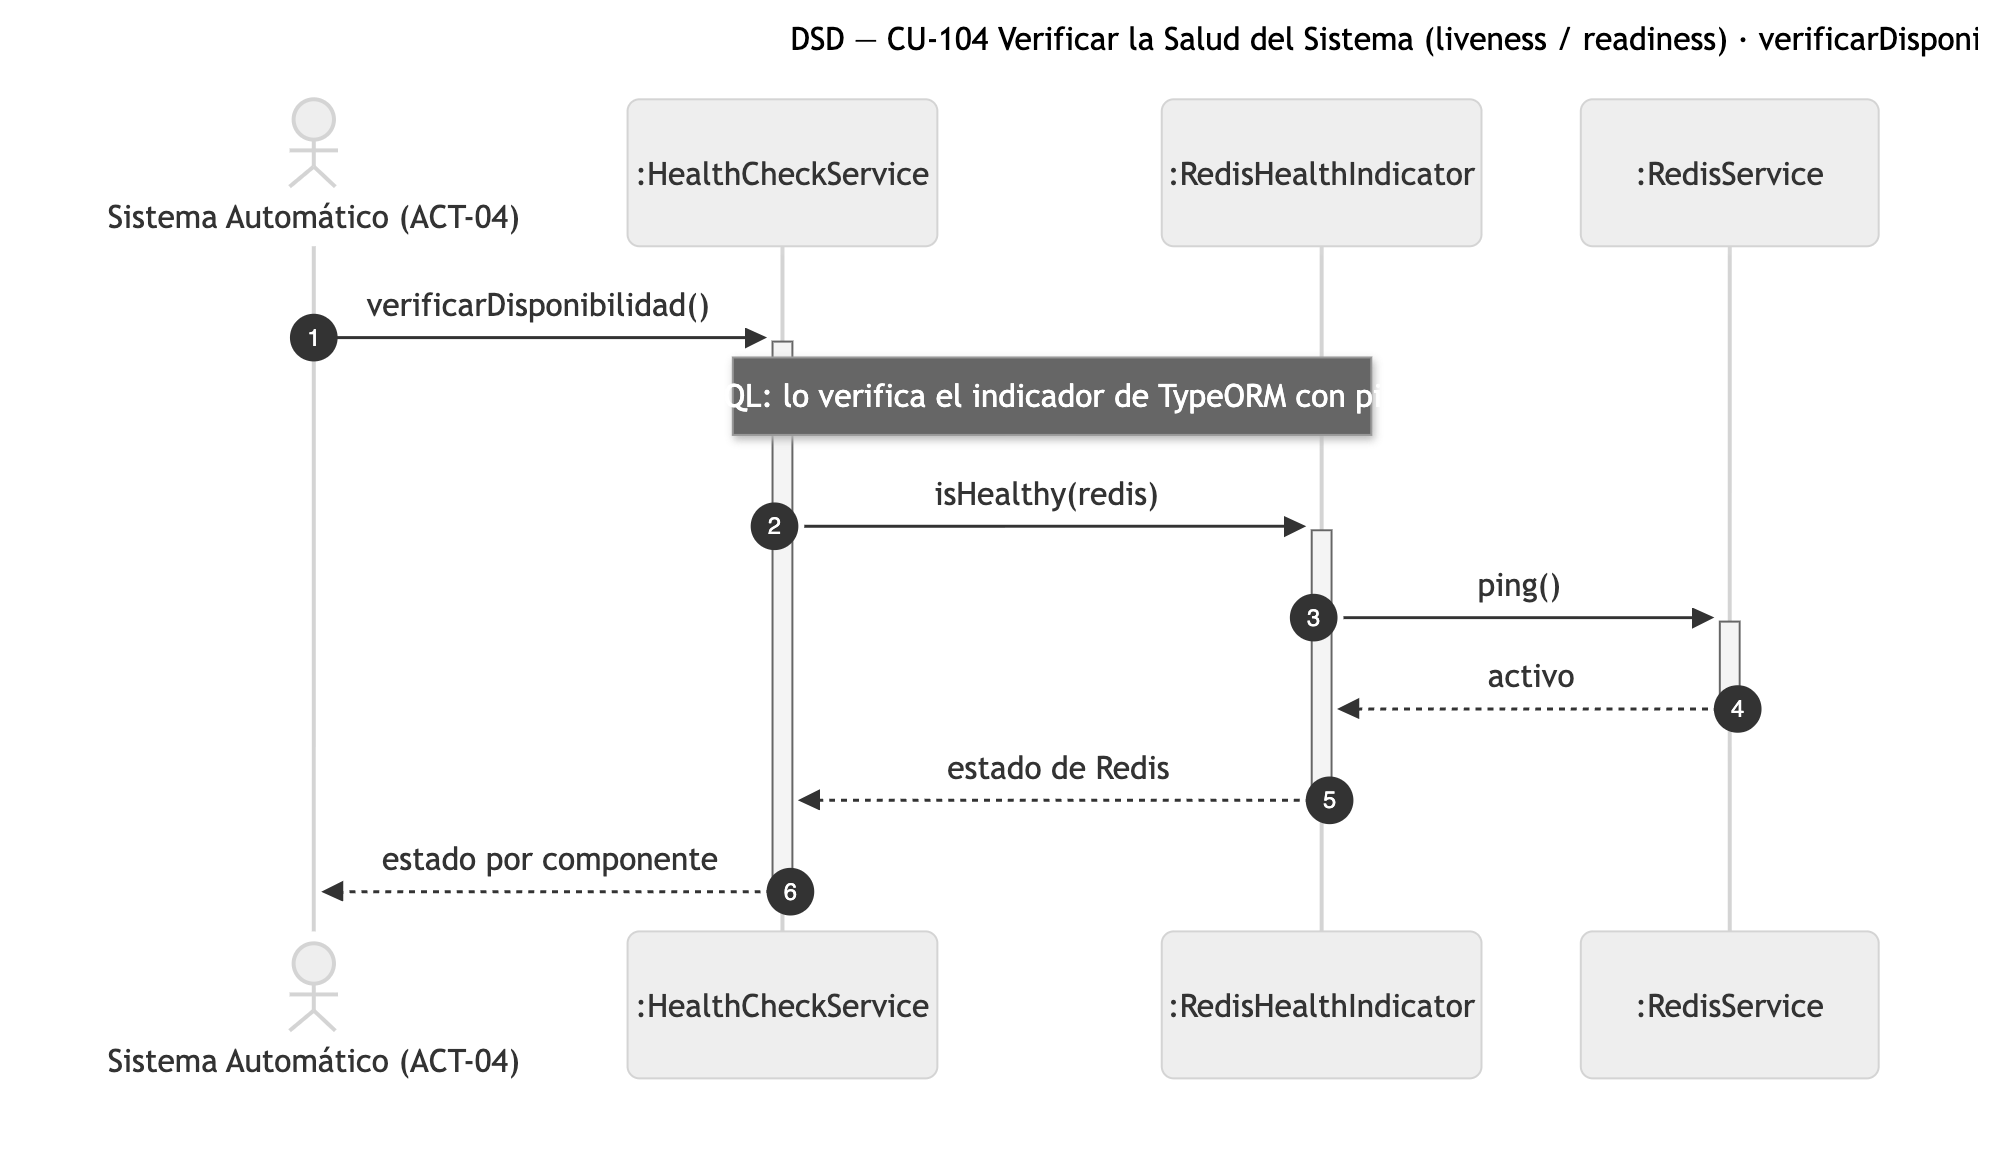 DSD — CU-104 Verificar la Salud del Sistema (liveness / readiness) · verificarDisponi
Sistema Automático (ACT-04)
:HealthCheckService
:RedisHealthIndicator
:RedisService
verificarDisponibilidad()
1
QL: lo verifica el indicador de TypeORM con pi
isHealthy(redis)
2
ping()
3
activo
4
estado de Redis
5
estado por componente
6
Sistema Automático (ACT-04)
:HealthCheckService
:RedisHealthIndicator
:RedisService